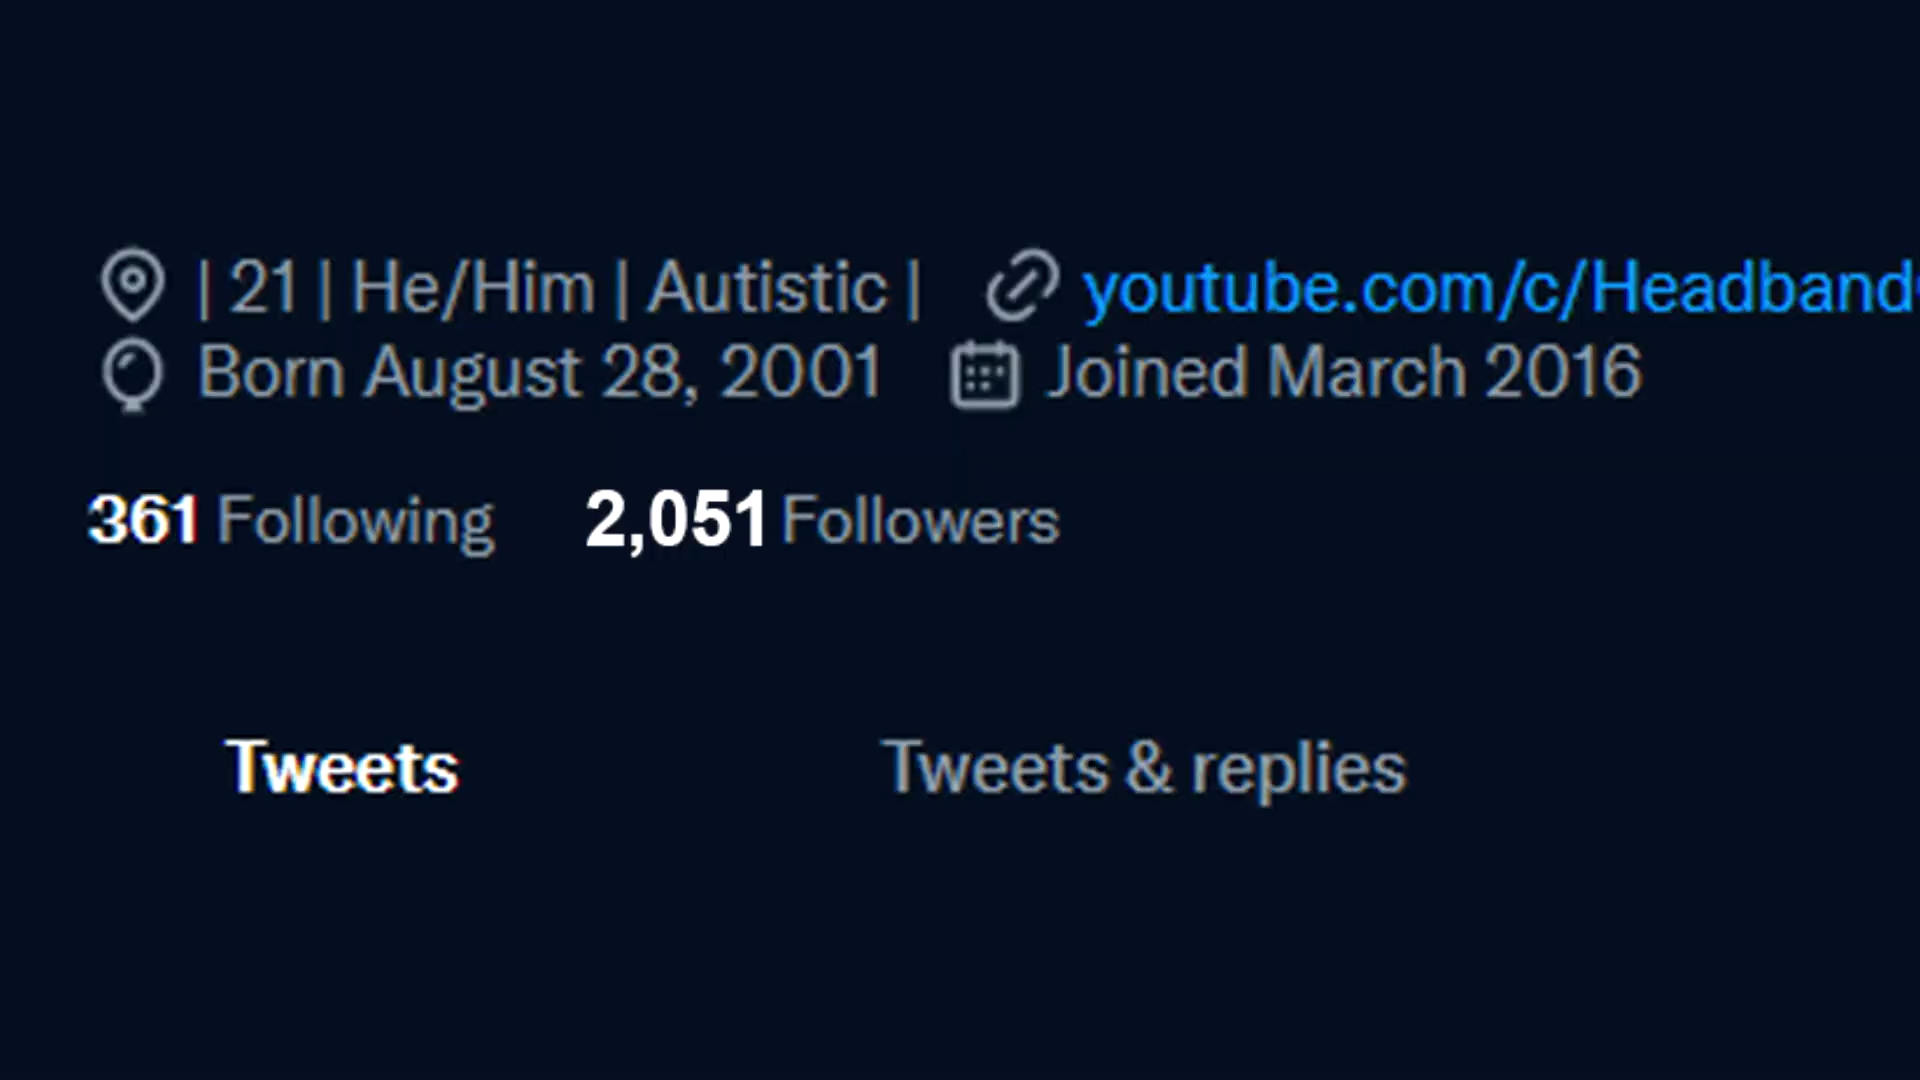 | 21 | He/Him | Autistic | youtube.com/c/Headband
Born August 28, 2001 Joined March 2016
361 Following 2,051 Followers
Tweets Tweets & replies